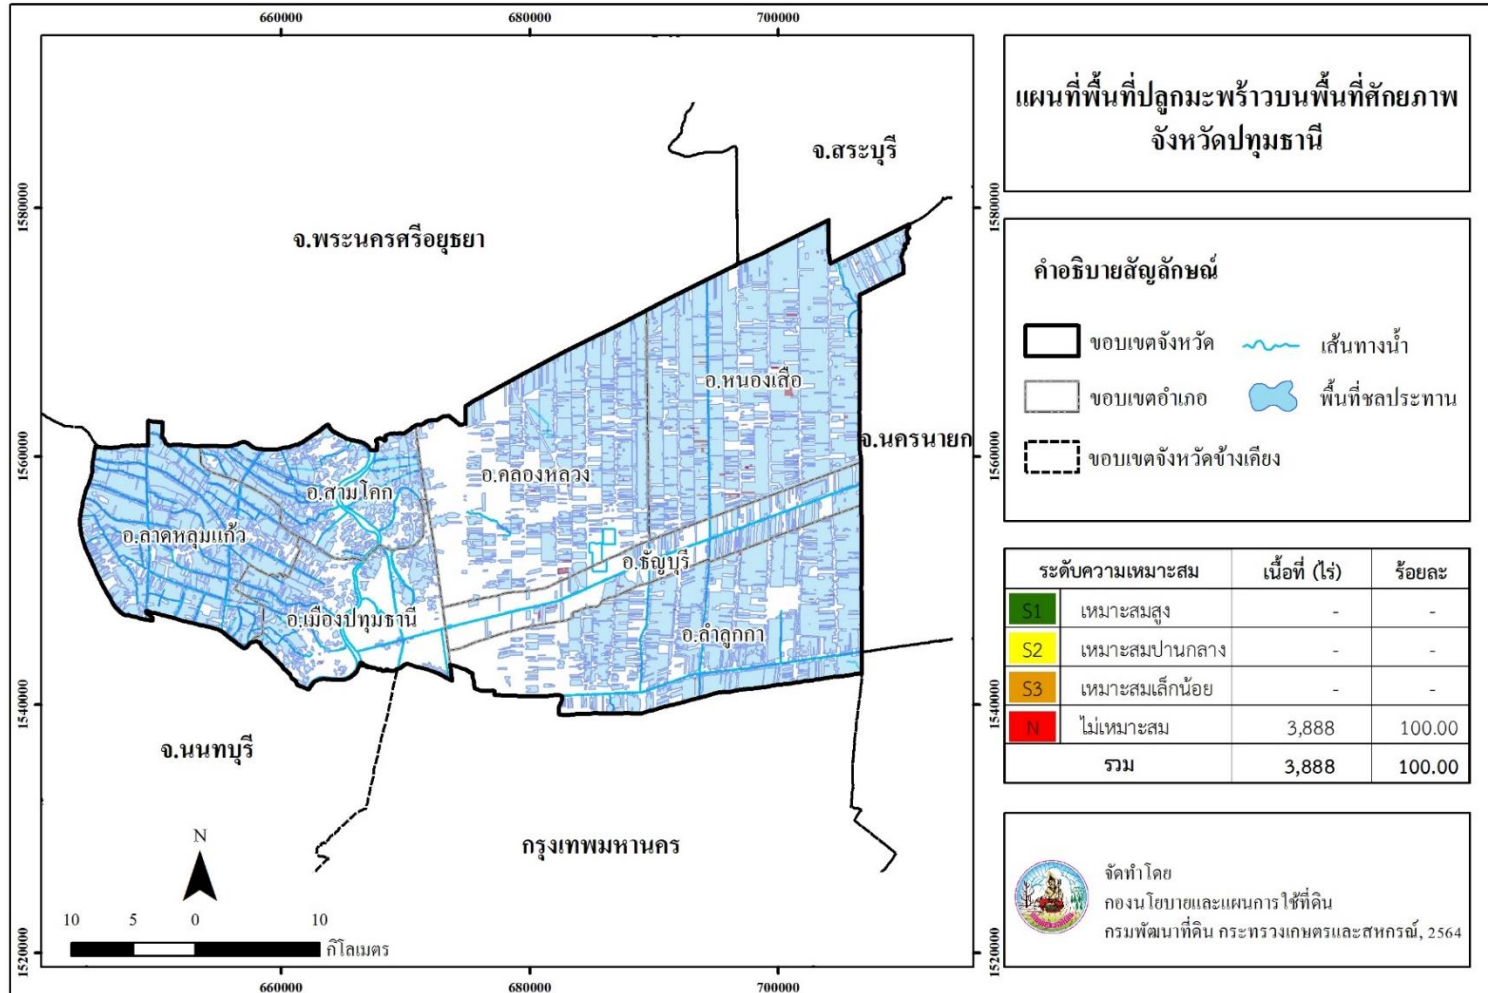 660000
680000
700000
แผนที่พื้นที่ปลูกมะพร้าวบนพื้นที่ศักยภาพ
จังหวัดปทุมธานี
จ.สระบุรี
1580000
1580000
จ.พระนครศรีอยุธยา
คำอธิบายสัญลักษณ์
ขอบเขตจังหวัด
เส้นทางน้ำ
ขอบเขตอำเภอ
พื้นที่ชลประทาน
ขอบเขตจังหวัดข้างเคียง
อ.หนองเสือ
จ.นครนายก
1560000
1560000
อ.คลองหลวง
อ.สามโคก
อ.ลาดหลุมแก้ว
อ.ธัญบุรี
อ.เมืองปทุมธานี
อ.ลำลูกกา
ระดับความเหมาะสม เนื้อที่ (ไร่) ร้อยละ
S1 เหมาะสมสูง - -
S2 เหมาะสมปานกลาง - -
S3 เหมาะสมเล็กน้อย - -
N ไม่เหมาะสม 3,888 100.00
รวม 3,888 100.00
1540000
1540000
จ.นนทบุรี
กรุงเทพมหานคร
N
10 5 0 10
กิโลเมตร
จัดทำโดย
กองนโยบายและแผนการใช้ที่ดิน
กรมพัฒนาที่ดิน กระทรวงเกษตรและสหกรณ์, 2564
1520000
1520000
660000
680000
700000